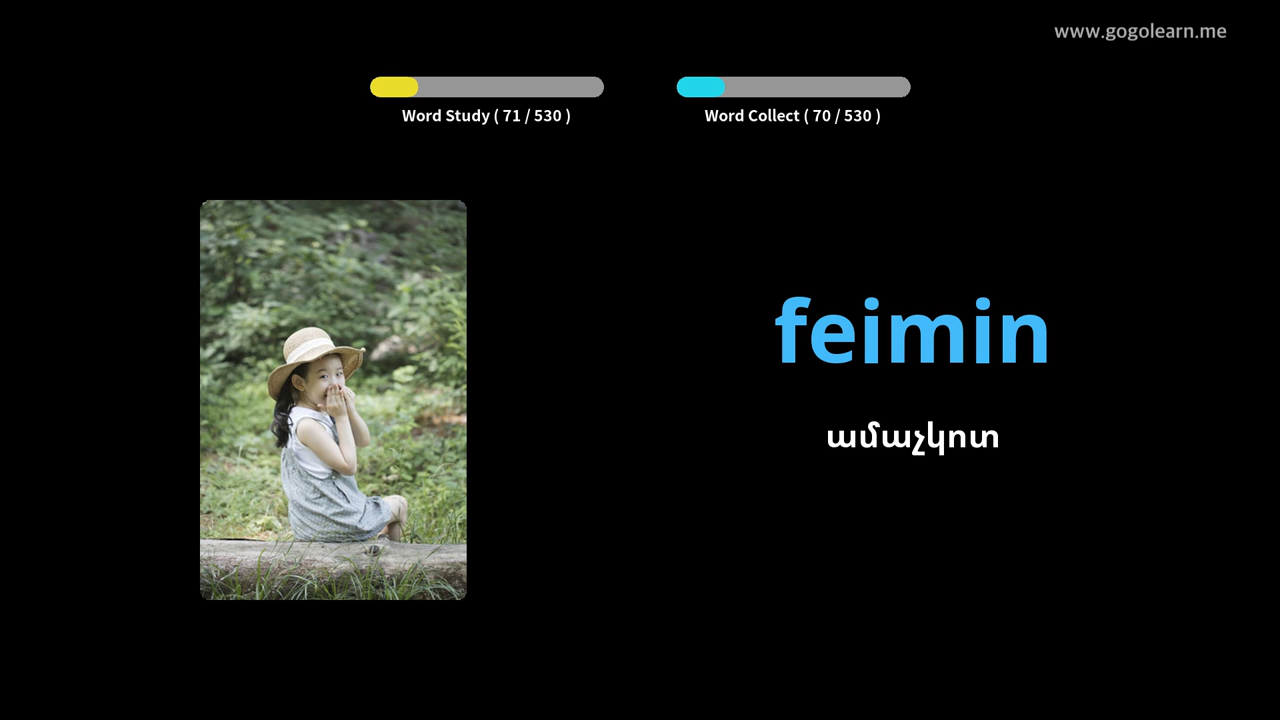 www.gogolearn.me
Word Study ( 71 / 530 )
Word Collect ( 70 / 530 )
feimin
ամաչկոտ